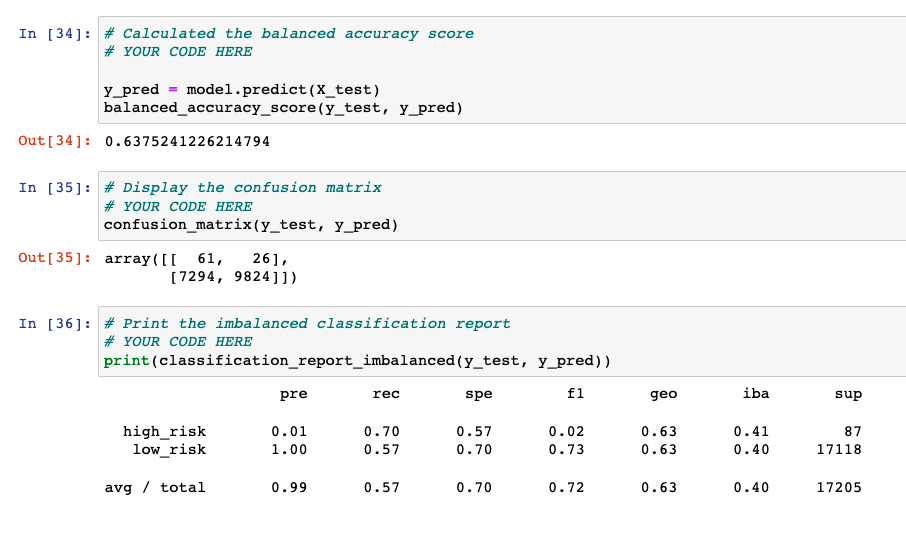 In [34]: # Calculated the balanced accuracy score
# YOUR CODE HERE
y_pred = model.predict(X_test)
balanced_accuracy_score(y_test, y_pred)
Out[34]: 0.6375241226214794
In [35]: # Display the confusion matrix
# YOUR CODE HERE
confusion_matrix(y_test, y_pred)
Out[35]: array([[  61,   26],
       [7294, 9824]])
In [36]: # Print the imbalanced classification report
# YOUR CODE HERE
print(classification_report_imbalanced(y_test, y_pred))
pre rec spe f1 geo iba sup
high_risk 0.01 0.70 0.57 0.02 0.63 0.41 87
low_risk 1.00 0.57 0.70 0.73 0.63 0.40 17118
avg / total 0.99 0.57 0.70 0.72 0.63 0.40 17205